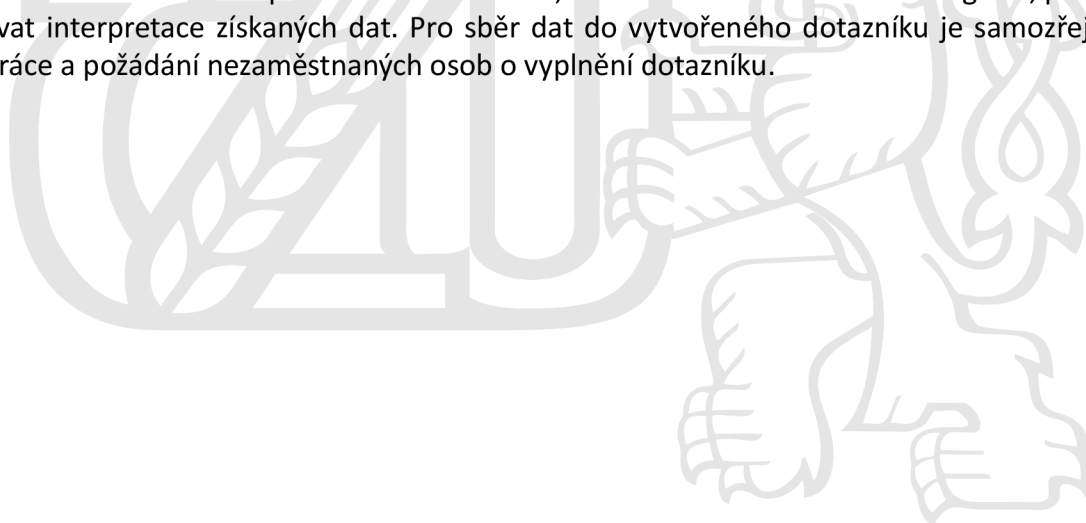 vat interpretace získaných dat. Pro sběr dat do vytvořeného dotazníku je samozřej
ráce a požádání nezaměstnaných osob o vyplnění dotazníku.